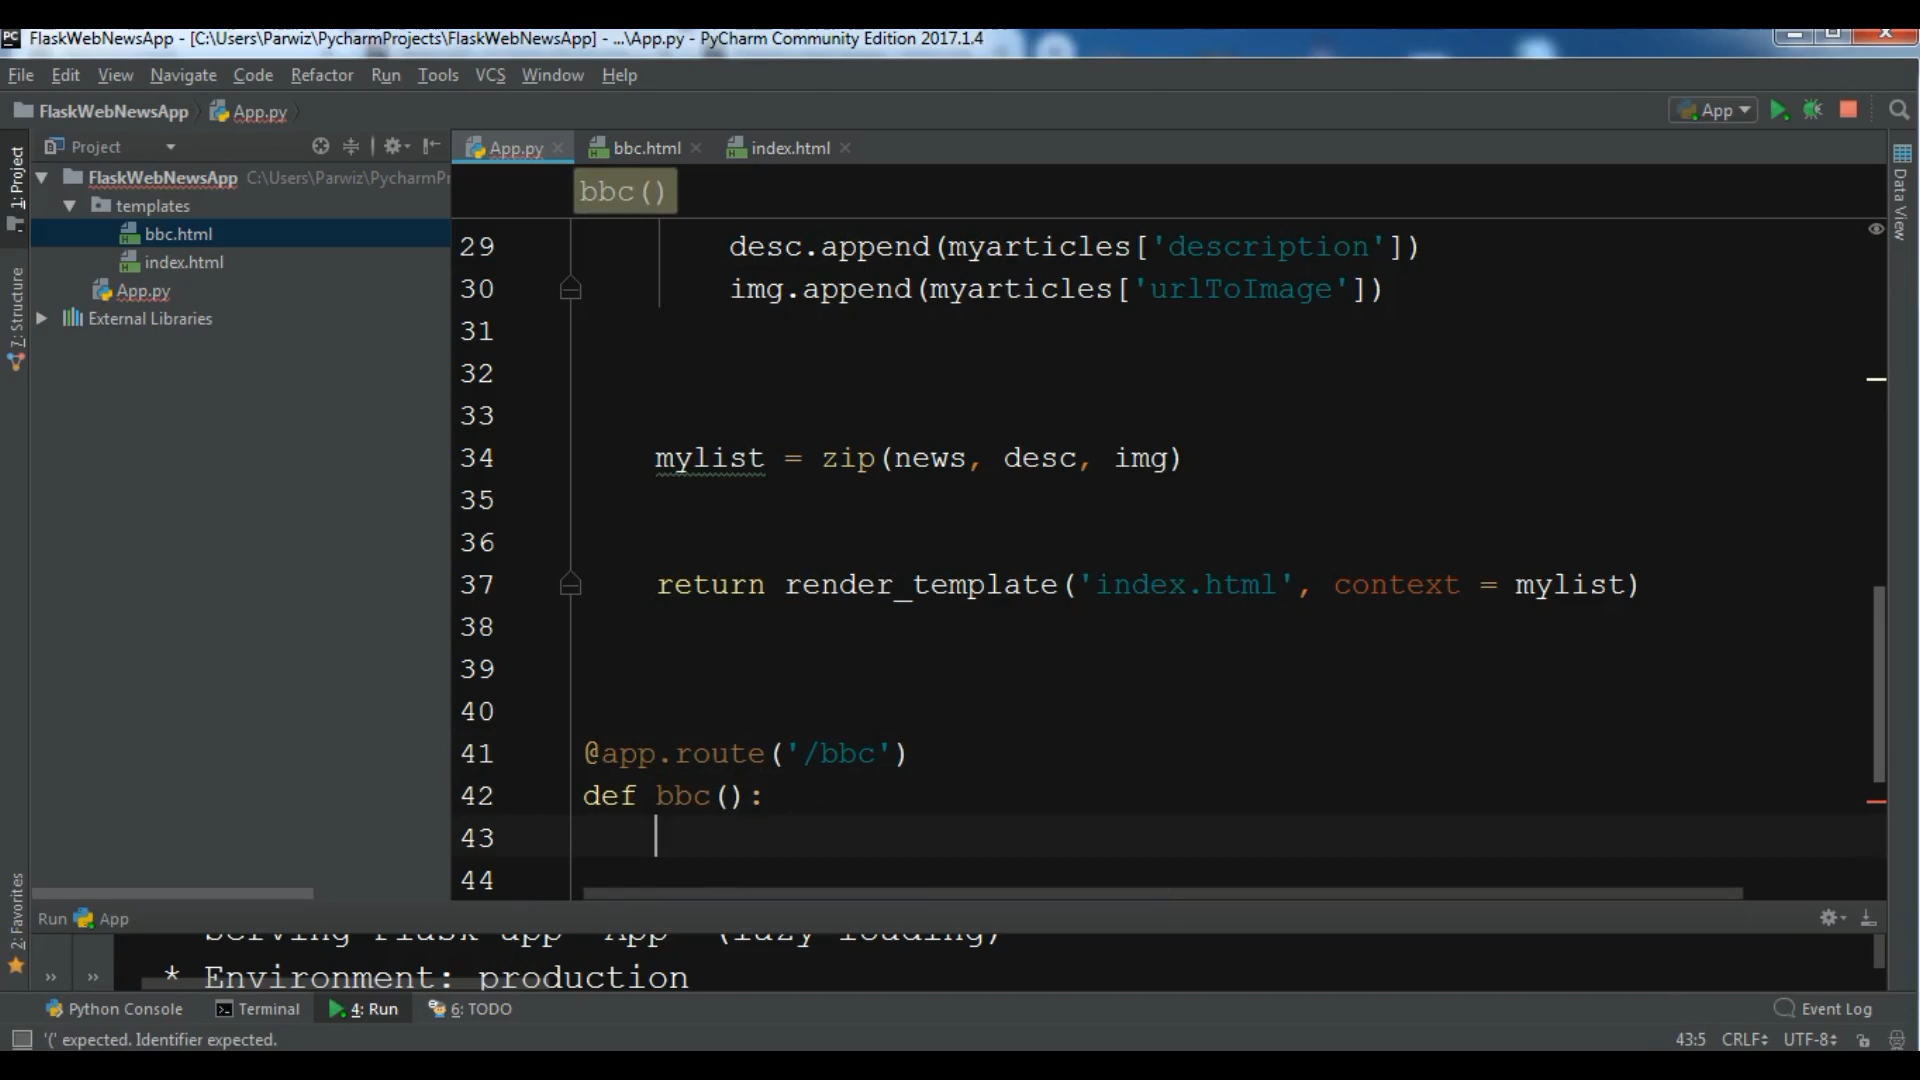 FlaskWebNewsApp - [C:\Users\Parwiz\PycharmProjects\FlaskWebNewsApp] - ...\App.py - PyCharm Community Edition 2017.1.4
File Edit View Navigate Code Refactor Run Tools VCS Window Help
FlaskWebNewsApp App.py App
Project App.py bbc.html index.html
1: Project
7: Structure
2: Favorites
Data View
FlaskWebNewsApp C:\Users\Parwiz\PycharmPr
templates
bbc.html
index.html
App.py
External Libraries
bbc()
29 desc.append(myarticles['description'])
30 img.append(myarticles['urlToImage'])
31
32
33
34 mylist = zip(news, desc, img)
35
36
37 return render_template('index.html', context = mylist)
38
39
40
41 @app.route('/bbc')
42 def bbc():
43
44
Run App
Serving Flask app "App" (lazy loading)
* Environment: production
Python Console Terminal 4: Run 6: TODO Event Log
'(' expected. Identifier expected. 43:5 CRLF UTF-8